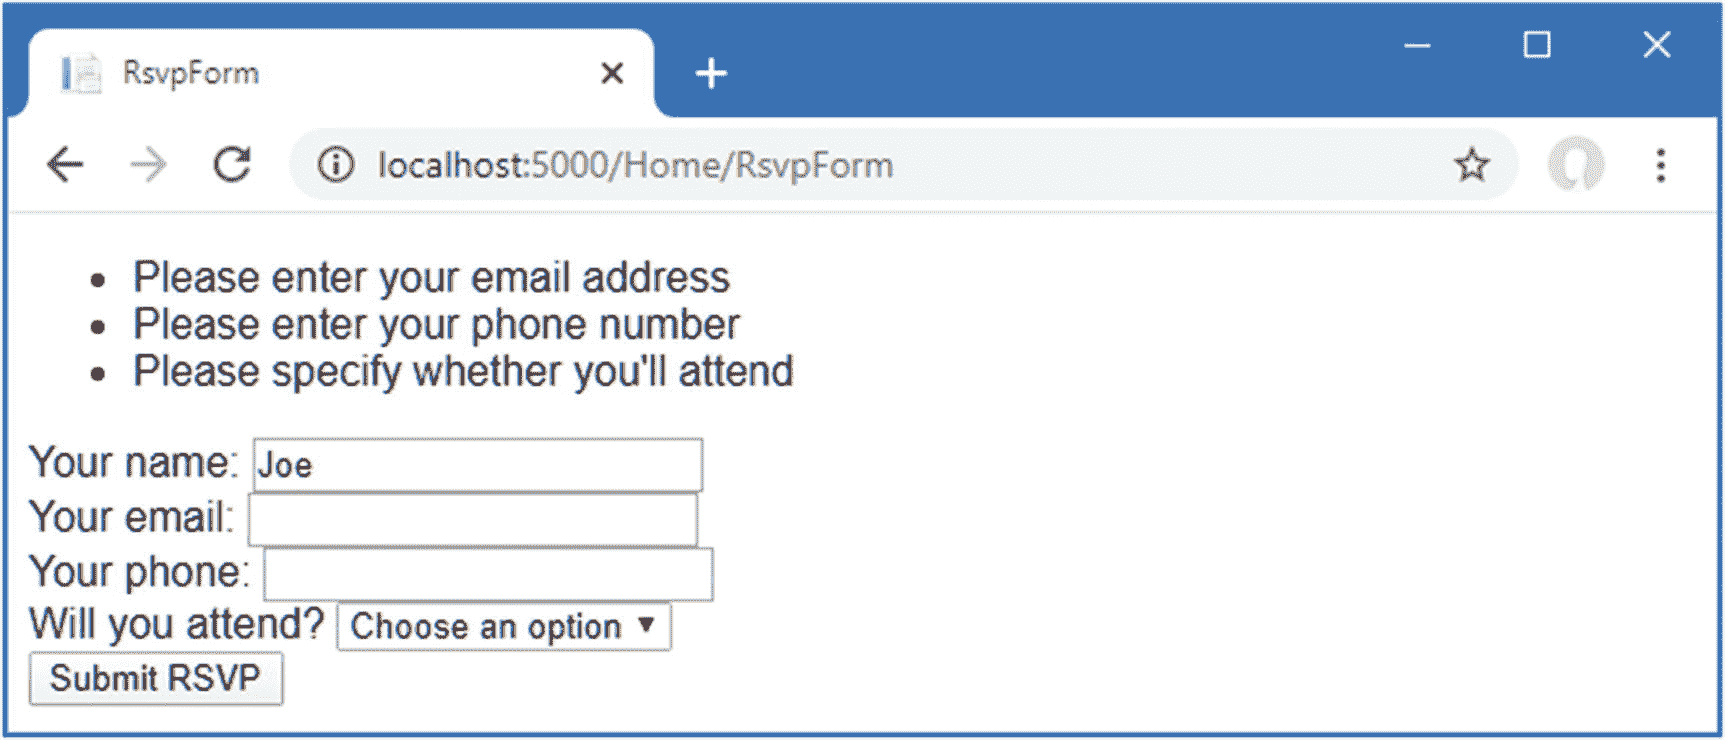 RsvpForm
localhost:5000/Home/RsvpForm
Please enter your email address
Please enter your phone number
Please specify whether you'll attend
Your name: Joe
Your email:
Your phone:
Will you attend? Choose an option
Submit RSVP